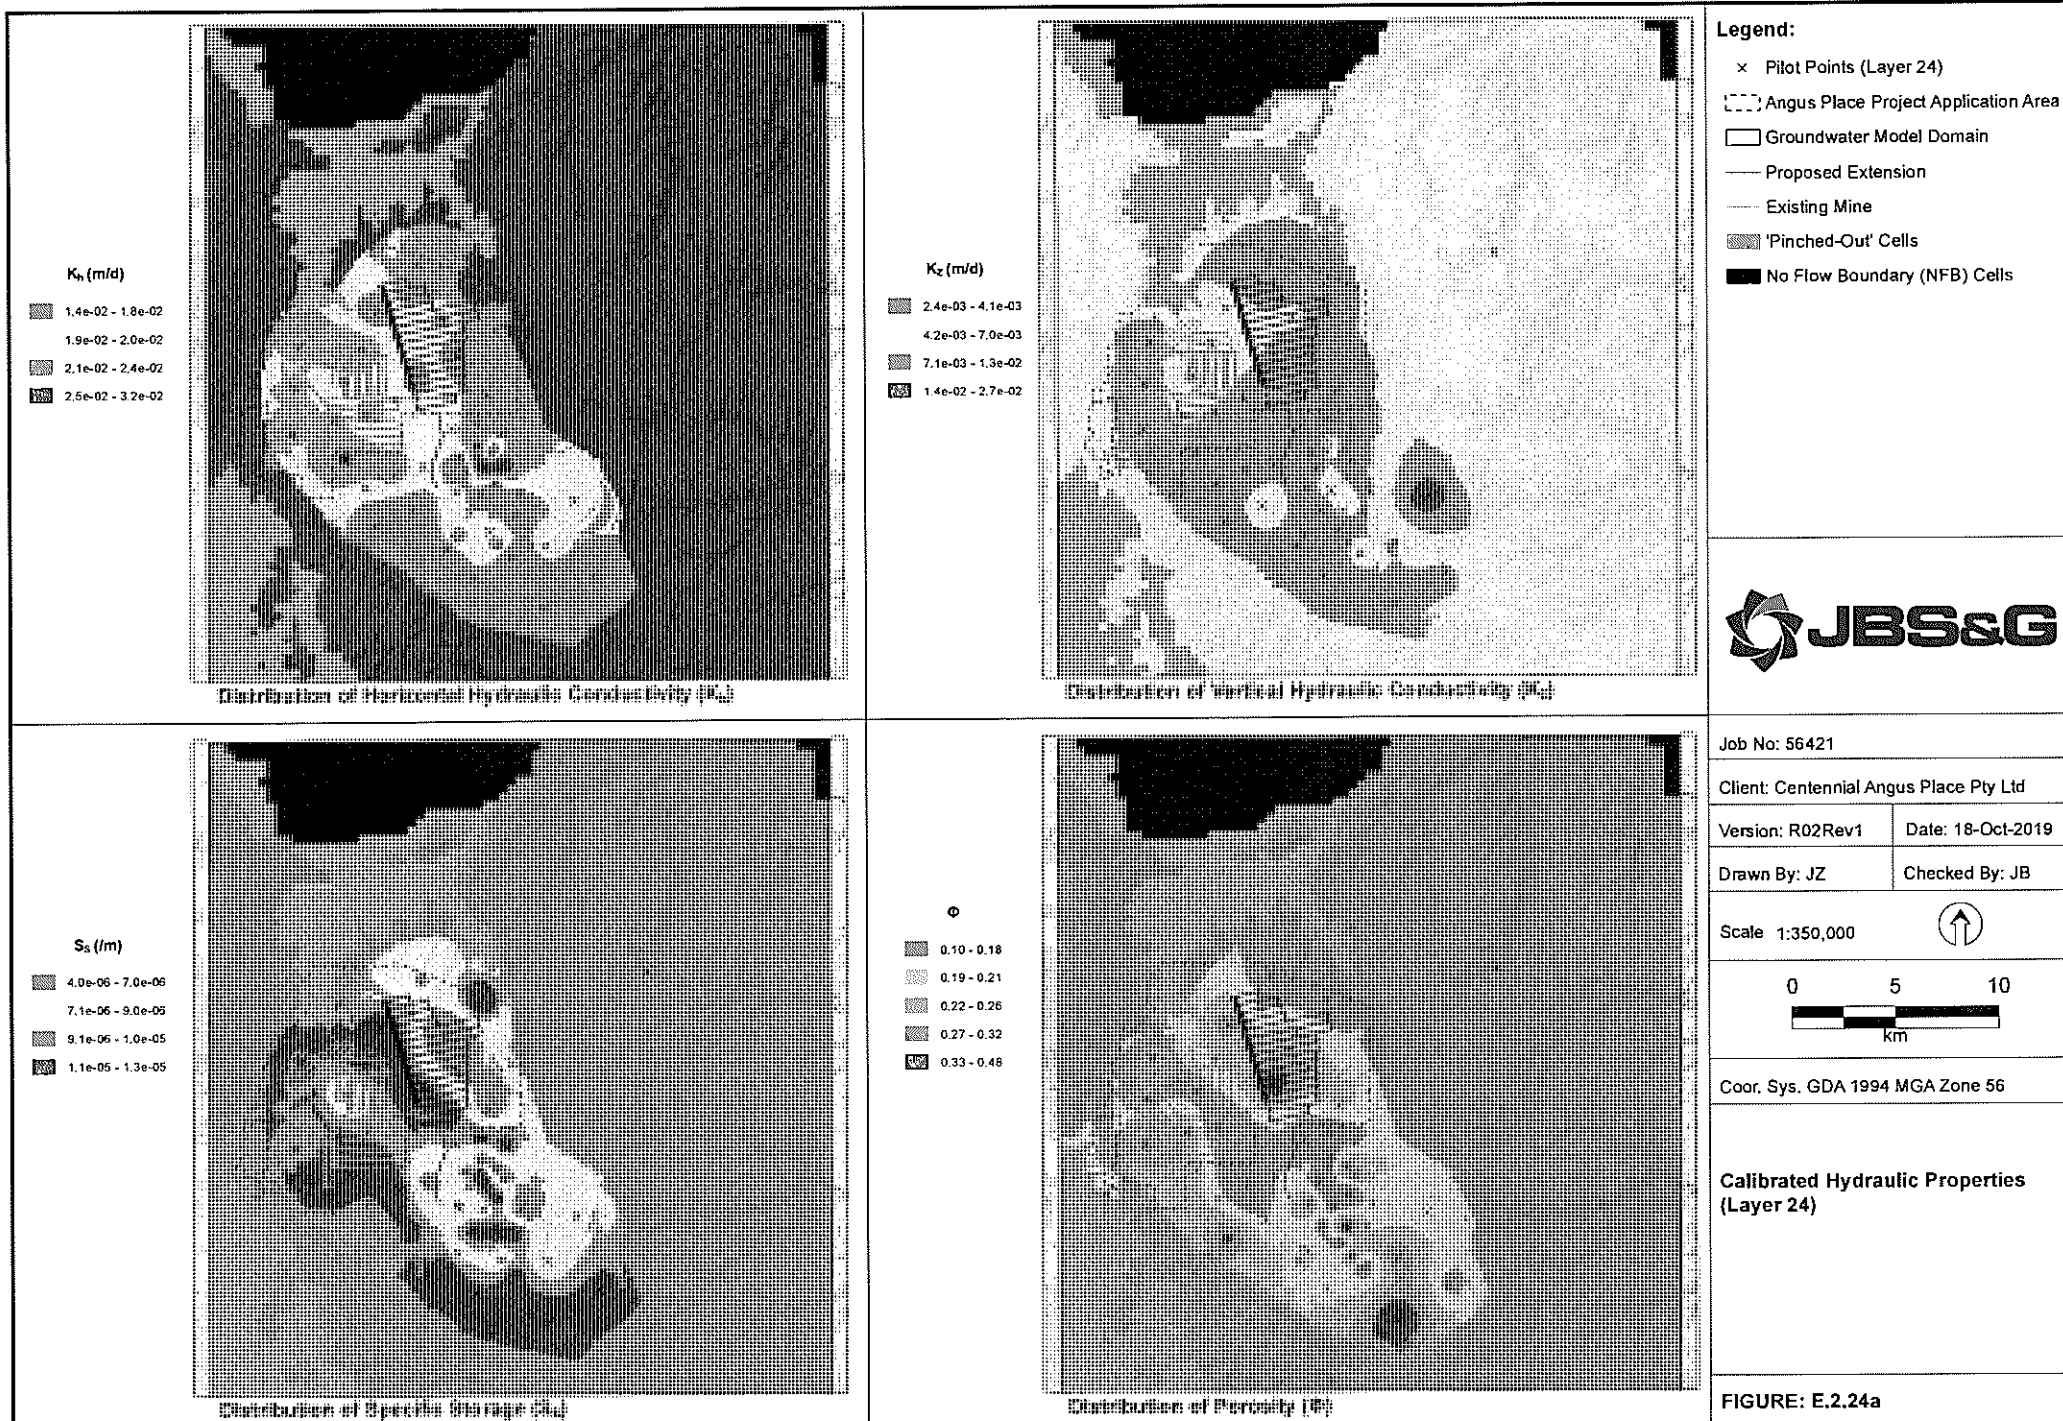 Kh (m/d)
1.4e-02 - 1.8e-02
1.9e-02 - 2.0e-02
2.1e-02 - 2.4e-02
2.5e-02 - 3.2e-02
Distribution of Horizontal Hydraulic Conductivity (Kh)
Kz (m/d)
2.4e-03 - 4.1e-03
4.2e-03 - 7.0e-03
7.1e-03 - 1.3e-02
1.4e-02 - 2.7e-02
Distribution of Vertical Hydraulic Conductivity (Kz)
Ss (/m)
4.0e-06 - 7.0e-06
7.1e-06 - 9.0e-06
9.1e-06 - 1.0e-05
1.1e-05 - 1.3e-05
Distribution of Specific Storage (Ss)
Φ
0.10 - 0.18
0.19 - 0.21
0.22 - 0.26
0.27 - 0.32
0.33 - 0.48
Distribution of Porosity (Φ)
Legend:
× Pilot Points (Layer 24)
Angus Place Project Application Area
Groundwater Model Domain
Proposed Extension
Existing Mine
'Pinched-Out' Cells
No Flow Boundary (NFB) Cells
JBS&G
Job No: 56421
Client: Centennial Angus Place Pty Ltd
Version: R02Rev1
Date: 18-Oct-2019
Drawn By: JZ
Checked By: JB
Scale 1:350,000
0 5 10
km
Coor. Sys. GDA 1994 MGA Zone 56
Calibrated Hydraulic Properties
(Layer 24)
FIGURE: E.2.24a